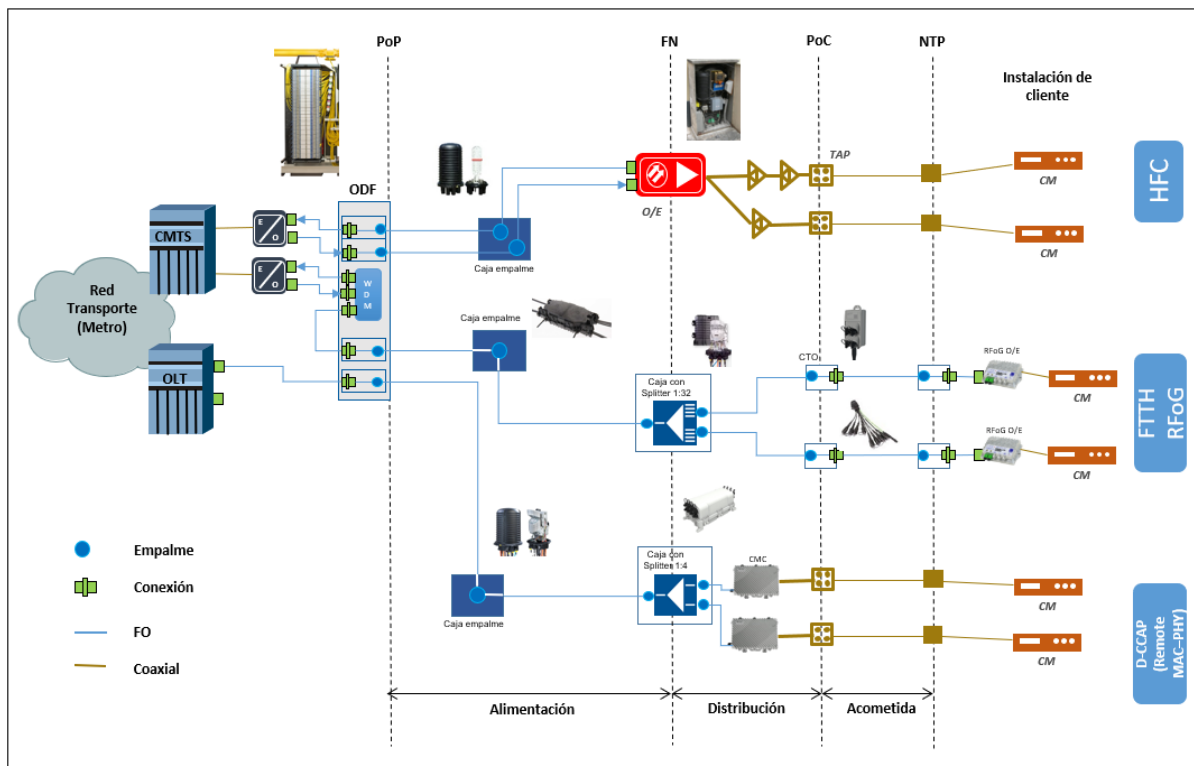 PoP
FN
PoC
NTP
Instalación de
cliente
TAP
CM
HFC
O/E
ODF
CMTS
E
O
Caja empalme
CM
E
O
W
D
M
Red
Transporte
(Metro)
Caja empalme
CTO
RFoG O/E
CM
OLT
Caja con
Splitter 1:32
FTTH
RFoG
RFoG O/E
CM
Empalme
Caja con
Splitter 1:4
CMC
CM
Conexión
Caja empalme
FO
CM
Coaxial
D-CCAP
(Remote
MAC-PHY)
Alimentación
Distribución
Acometida